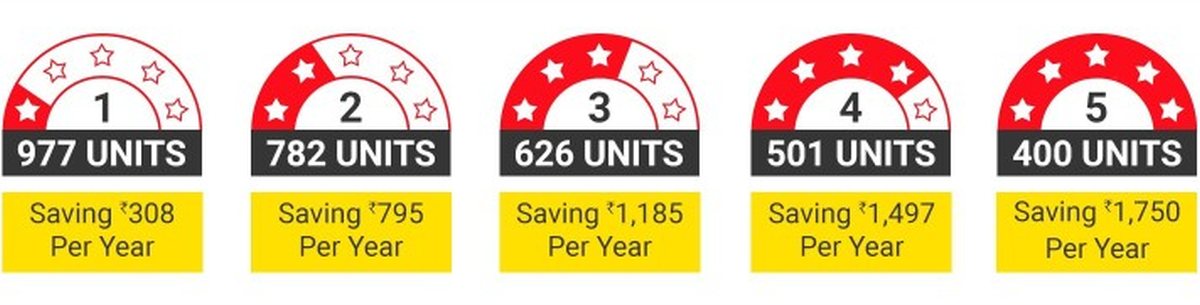 1
977 UNITS
Saving ₹308
Per Year
2
782 UNITS
Saving ₹795
Per Year
3
626 UNITS
Saving ₹1,185
Per Year
4
501 UNITS
Saving ₹1,497
Per Year
5
400 UNITS
Saving ₹1,750
Per Year